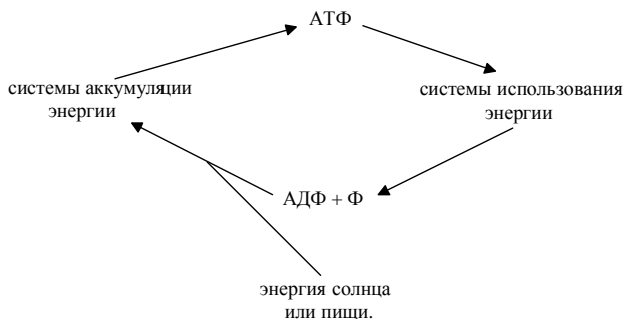 АТФ
системы аккумуляции
энергии
системы использования
энергии
АДФ + Ф
энергия солнца
или пищи.